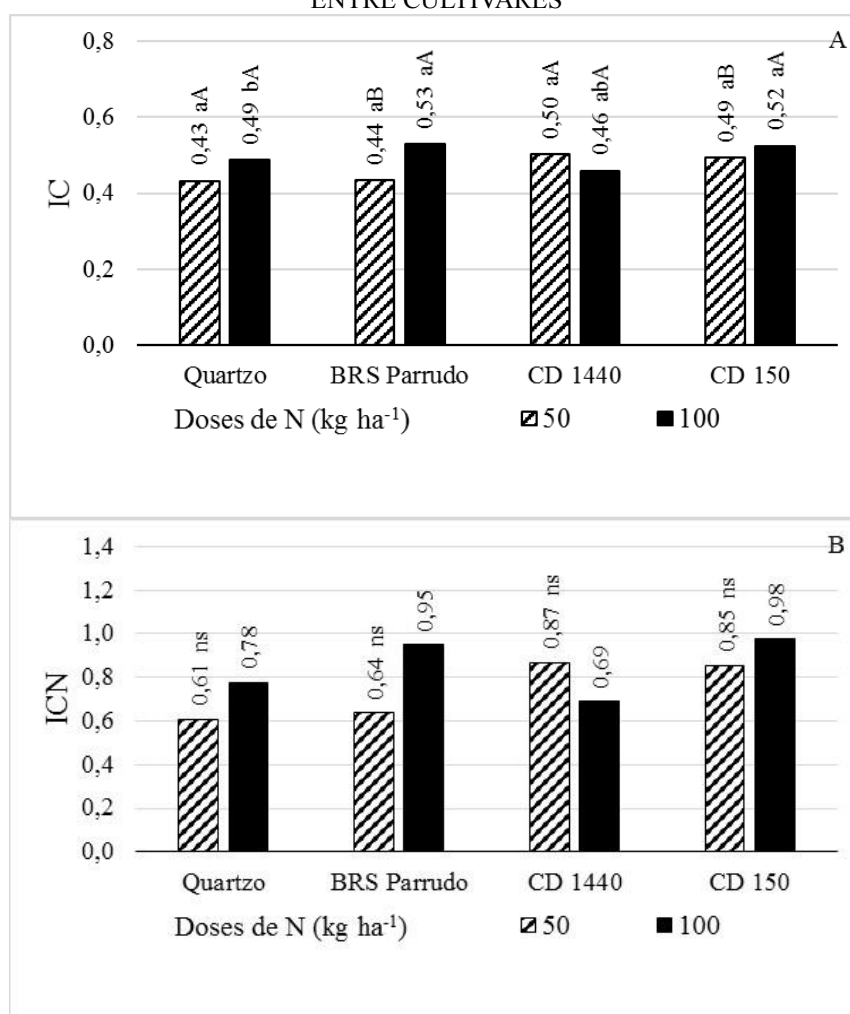 ENTRE CULTIVARES
A
0,8
0,6
0,4
0,2
0,0
IC
0,43 aA
0,49 bA
0,44 aB
0,53 aA
0,50 aA
0,46 abA
0,49 aB
0,52 aA
Quartzo BRS Parrudo CD 1440 CD 150
Doses de N (kg ha⁻¹) 50 100
B
1,4
1,2
1,0
0,8
0,6
0,4
0,2
0,0
ICN
0,61 ns
0,78
0,64 ns
0,95
0,87 ns
0,69
0,85 ns
0,98
Quartzo BRS Parrudo CD 1440 CD 150
Doses de N (kg ha⁻¹) 50 100